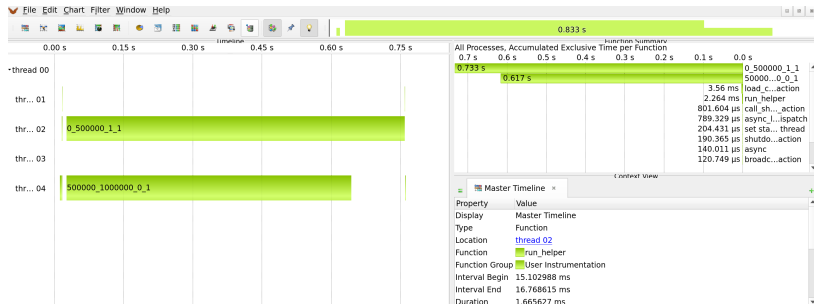 File Edit Chart Filter Window Help
0.833 s
Timeline
0.00 s 0.15 s 0.30 s 0.45 s 0.60 s 0.75 s
thread 00
thr... 01
thr... 02
0_500000_1_1
thr... 03
thr... 04
500000_1000000_0_1
Function Summary
All Processes, Accumulated Exclusive Time per Function
0.7 s 0.6 s 0.5 s 0.4 s 0.3 s 0.2 s 0.1 s 0.0 s
0.733 s 0_500000_1_1
0.617 s 50000...0_0_1
3.56 ms load_c...action
2.264 ms run_helper
801.604 µs call_sh..._action
789.329 µs async_l...ispatch
204.431 µs set sta... thread
190.365 µs shutdo...action
140.011 µs async
120.749 µs broadc...action
Context View
Master Timeline ×
Property Value
Display Master Timeline
Type Function
Location thread 02
Function run_helper
Function Group User Instrumentation
Interval Begin 15.102988 ms
Interval End 16.768615 ms
Duration 1.665627 ms